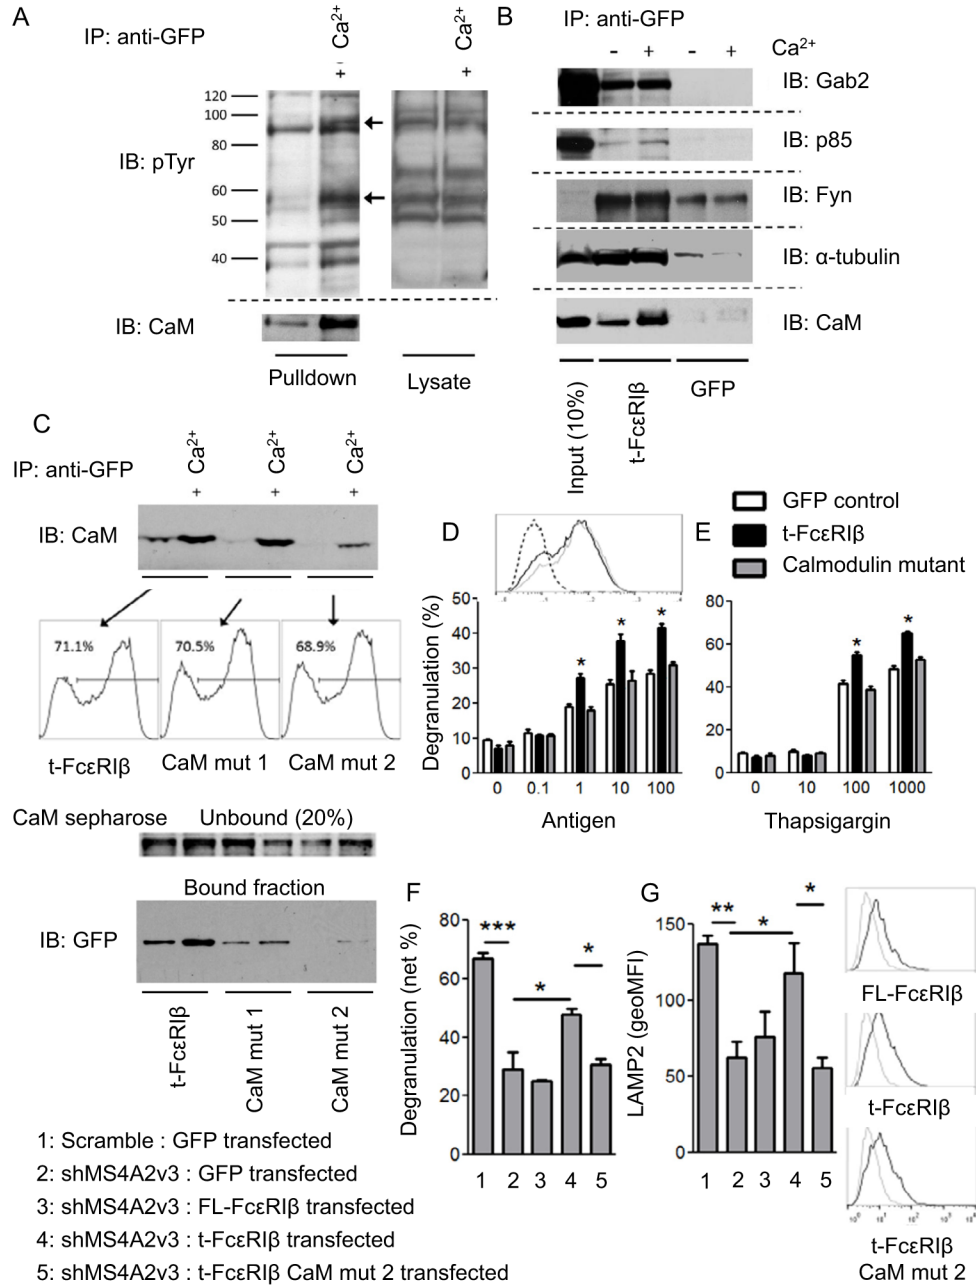 A
IP: anti-GFP
Ca2+
Ca2+
+
+
120
100
80
60
50
40
IB: pTyr
IB: CaM
Pulldown
Lysate
B
IP: anti-GFP
- + - + Ca2+
IB: Gab2
IB: p85
IB: Fyn
IB: α-tubulin
IB: CaM
Input (10%)
t-FcεRIβ
GFP
C
IP: anti-GFP
Ca2+
Ca2+
Ca2+
+ + +
IB: CaM
71.1%
70.5%
68.9%
t-FcεRIβ
CaM mut 1
CaM mut 2
CaM sepharose
Unbound (20%)
Bound fraction
IB: GFP
t-FcεRIβ
CaM mut 1
CaM mut 2
D
Degranulation (%)
50
40
30
20
10
0
* * *
0 0.1 1 10 100
Antigen
E
GFP control
t-FcεRIβ
Calmodulin mutant
80
60
40
20
0
* *
0 10 100 1000
Thapsigargin
F
Degranulation (net %)
80
60
40
20
0
***
*
*
1 2 3 4 5
G
LAMP2 (geoMFI)
150
100
50
0
**
*
*
1 2 3 4 5
FL-FcεRIβ
t-FcεRIβ
t-FcεRIβ
CaM mut 2
1: Scramble : GFP transfected
2: shMS4A2v3 : GFP transfected
3: shMS4A2v3 : FL-FcεRIβ transfected
4: shMS4A2v3 : t-FcεRIβ transfected
5: shMS4A2v3 : t-FcεRIβ CaM mut 2 transfected